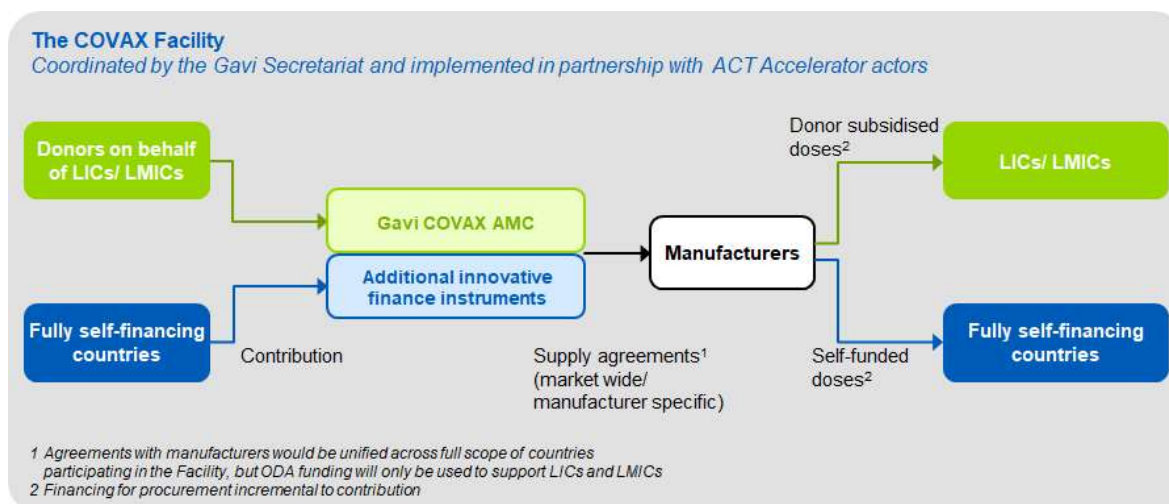 The COVAX Facility
Coordinated by the Gavi Secretariat and implemented in partnership with ACT Accelerator actors
Donors on behalf
of LICs/ LMICs
Gavi COVAX AMC
Additional innovative
finance instruments
Fully self-financing
countries
Contribution
Manufacturers
Supply agreements¹
(market wide/
manufacturer specific)
Donor subsidised
doses²
LICs/ LMICs
Self-funded
doses²
Fully self-financing
countries
1 Agreements with manufacturers would be unified across full scope of countries
participating in the Facility, but ODA funding will only be used to support LICs and LMICs
2 Financing for procurement incremental to contribution